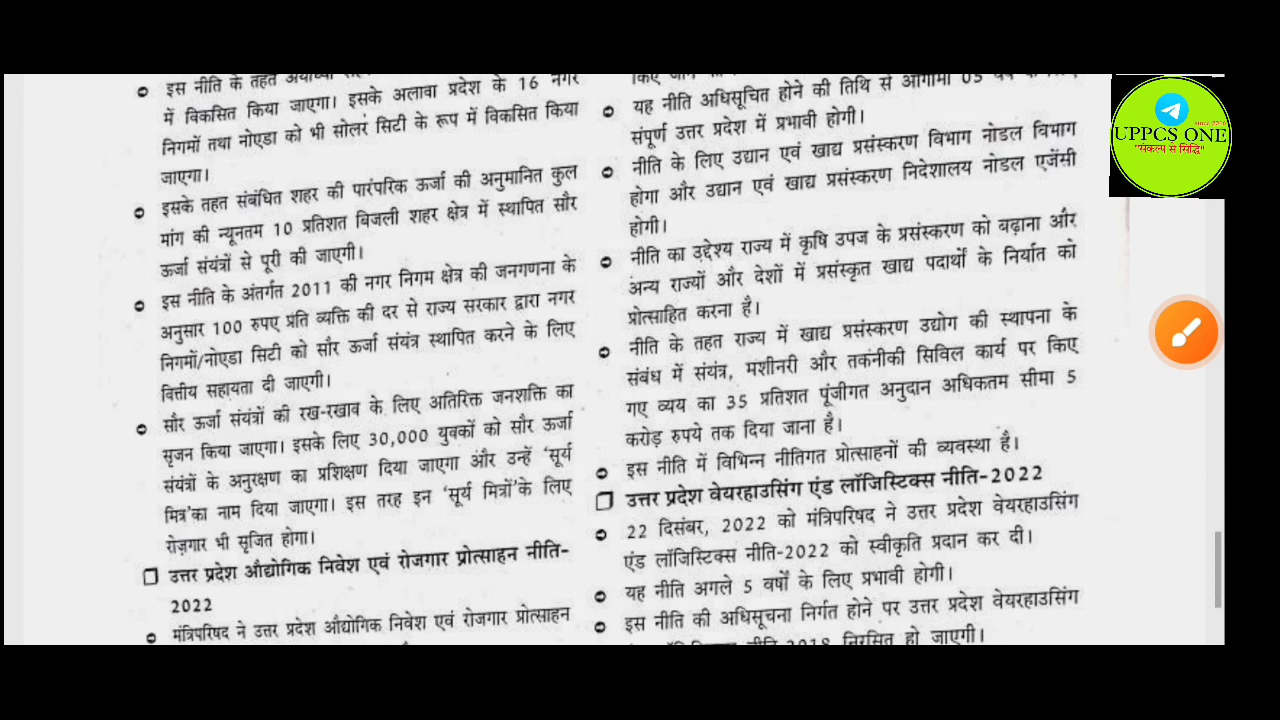 इस नीति के तहत अयोध्या
में विकसित किया जाएगा। इसके अलावा प्रदेश के 16 नगर
निगमों तथा नोएडा को भी सोलर सिटी के रूप में विकसित किया
जाएगा।
इसके तहत संबंधित शहर की पारंपरिक ऊर्जा की अनुमानित कुल
मांग की न्यूनतम 10 प्रतिशत बिजली शहर क्षेत्र में स्थापित सौर
ऊर्जा संयंत्रों से पूरी की जाएगी।
इस नीति के अंतर्गत 2011 की नगर निगम क्षेत्र की जनगणना के
अनुसार 100 रुपए प्रति व्यक्ति की दर से राज्य सरकार द्वारा नगर
निगमों/नोएडा सिटी को सौर ऊर्जा संयंत्र स्थापित करने के लिए
वित्तीय सहायता दी जाएगी।
सौर ऊर्जा संयंत्रों की रख-रखाव के लिए अतिरिक्त जनशक्ति का
सृजन किया जाएगा। इसके लिए 30,000 युवकों को सौर ऊर्जा
संयंत्रों के अनुरक्षण का प्रशिक्षण दिया जाएगा और उन्हें 'सूर्य
मित्र'का नाम दिया जाएगा। इस तरह इन 'सूर्य मित्रों'के लिए
रोज़गार भी सृजित होगा।
उत्तर प्रदेश औद्योगिक निवेश एवं रोजगार प्रोत्साहन नीति-
2022
मंत्रिपरिषद ने उत्तर प्रदेश औद्योगिक निवेश एवं रोजगार प्रोत्साहन
किए जाने
यह नीति अधिसूचित होने की तिथि से आगामी 05 वर्ष
संपूर्ण उत्तर प्रदेश में प्रभावी होगी।
नीति के लिए उद्यान एवं खाद्य प्रसंस्करण विभाग नोडल विभाग
होगा और उद्यान एवं खाद्य प्रसंस्करण निदेशालय नोडल एजेंसी
होगी।
नीति का उद्देश्य राज्य में कृषि उपज के प्रसंस्करण को बढ़ाना और
अन्य राज्यों और देशों में प्रसंस्कृत खाद्य पदार्थों के निर्यात को
प्रोत्साहित करना है।
नीति के तहत राज्य में खाद्य प्रसंस्करण उद्योग की स्थापना के
संबंध में संयंत्र, मशीनरी और तकनीकी सिविल कार्य पर किए
गए व्यय का 35 प्रतिशत पूंजीगत अनुदान अधिकतम सीमा 5
करोड़ रुपये तक दिया जाना है।
इस नीति में विभिन्न नीतिगत प्रोत्साहनों की व्यवस्था है।
उत्तर प्रदेश वेयरहाउसिंग एंड लॉजिस्टिक्स नीति-2022
22 दिसंबर, 2022 को मंत्रिपरिषद ने उत्तर प्रदेश वेयरहाउसिंग
एंड लॉजिस्टिक्स नीति-2022 को स्वीकृति प्रदान कर दी।
यह नीति अगले 5 वर्षों के लिए प्रभावी होगी।
इस नीति की अधिसूचना निर्गत होने पर उत्तर प्रदेश वेयरहाउसिंग
लॉजिस्टिक्स नीति 2018 निरसित हो जाएगी।
since 2016
UPPCS ONE
"संकल्प से सिद्धि"